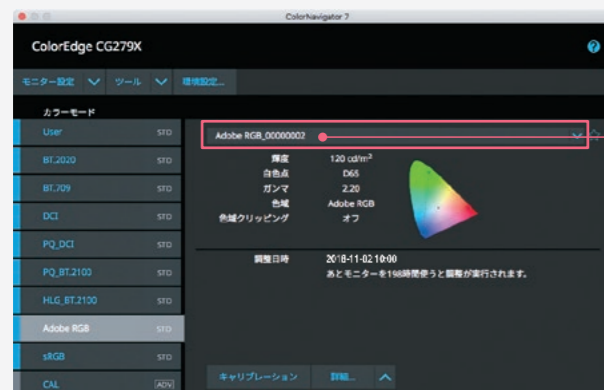 ColorNavigator 7
ColorEdge CG279X
?
モニター設定 ツール 環境設定...
カラーモード
User STD
BT.2020 STD
BT.709 STD
DCI STD
PQ_DCI STD
PQ_BT.2100 STD
HLG_BT.2100 STD
Adobe RGB STD
sRGB STD
CAL ADV
Adobe RGB_00000002
輝度 120 cd/m²
白色点 D65
ガンマ 2.20
色域 Adobe RGB
色域クリッピング オフ
調整日時 2018-11-02 10:00
あとモニターを198時間使うと調整が実行されます。
キャリブレーション 詳細...